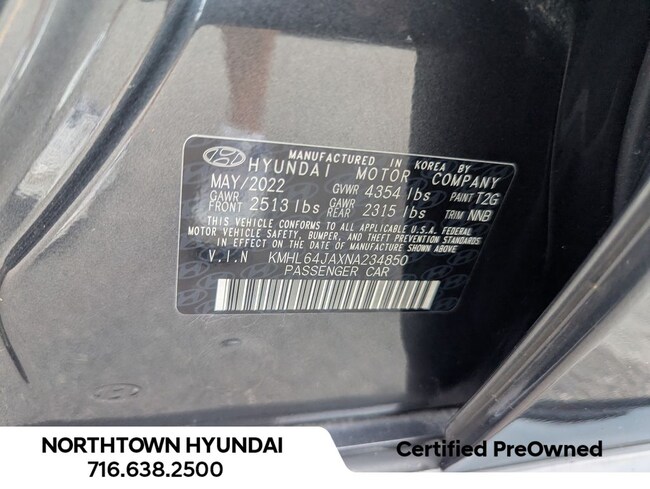 MANUFACTURED IN KOREA BY
HYUNDAI MOTOR COMPANY
MAY/2022 GVWR 4354 lbs PAINT T2G
GAWR FRONT 2513 lbs GAWR REAR 2315 lbs TRIM NNB
THIS VEHICLE CONFORMS TO ALL APPLICABLE U.S.A. FEDERAL
MOTOR VEHICLE SAFETY, BUMPER, AND THEFT PREVENTION STANDARDS
IN EFFECT ON THE DATE OF MANUFACTURE SHOWN ABOVE
V.I.N KMHL64JAXNA234850
PASSENGER CAR
NORTHTOWN HYUNDAI
716.638.2500
Certified PreOwned